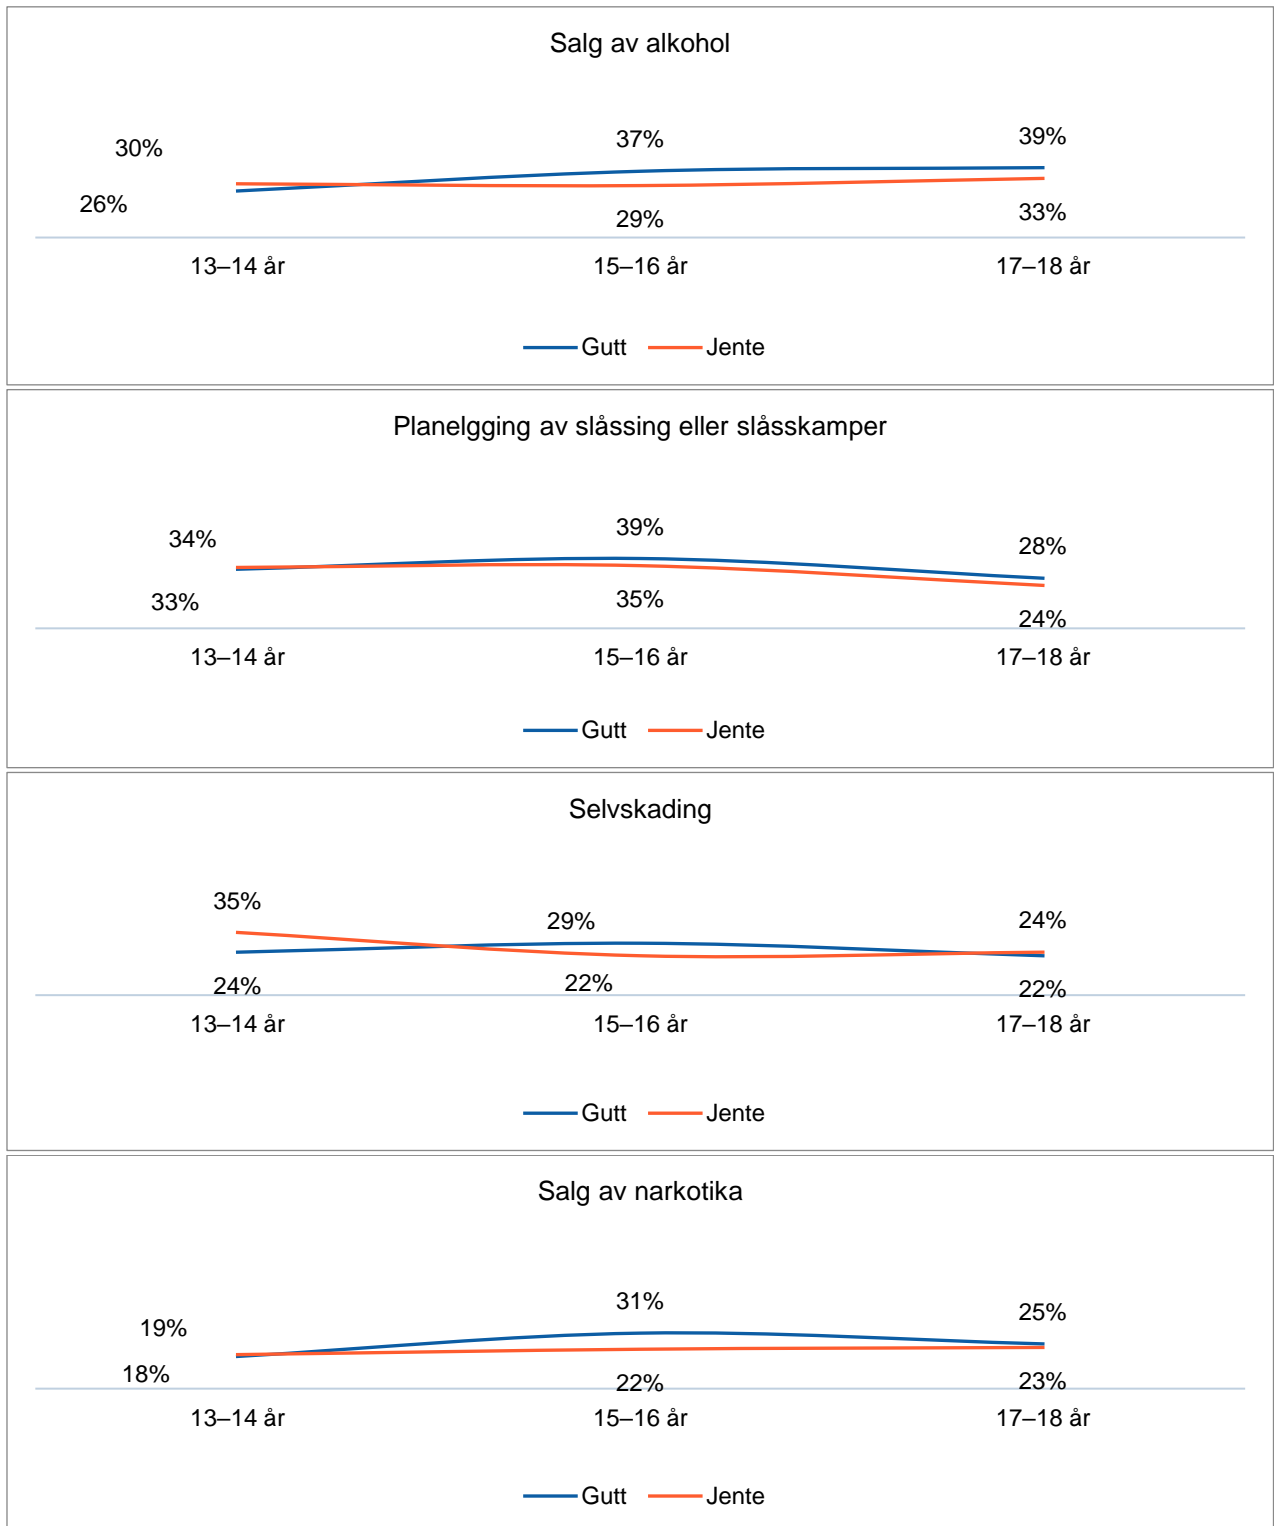 Salg av alkohol
30% 37% 39%
26% 29% 33%
13–14 år 15–16 år 17–18 år
Gutt Jente
Planelgging av slåssing eller slåsskamper
34% 39% 28%
33% 35% 24%
13–14 år 15–16 år 17–18 år
Gutt Jente
Selvskading
35% 29% 24%
24% 22% 22%
13–14 år 15–16 år 17–18 år
Gutt Jente
Salg av narkotika
19% 31% 25%
18% 22% 23%
13–14 år 15–16 år 17–18 år
Gutt Jente